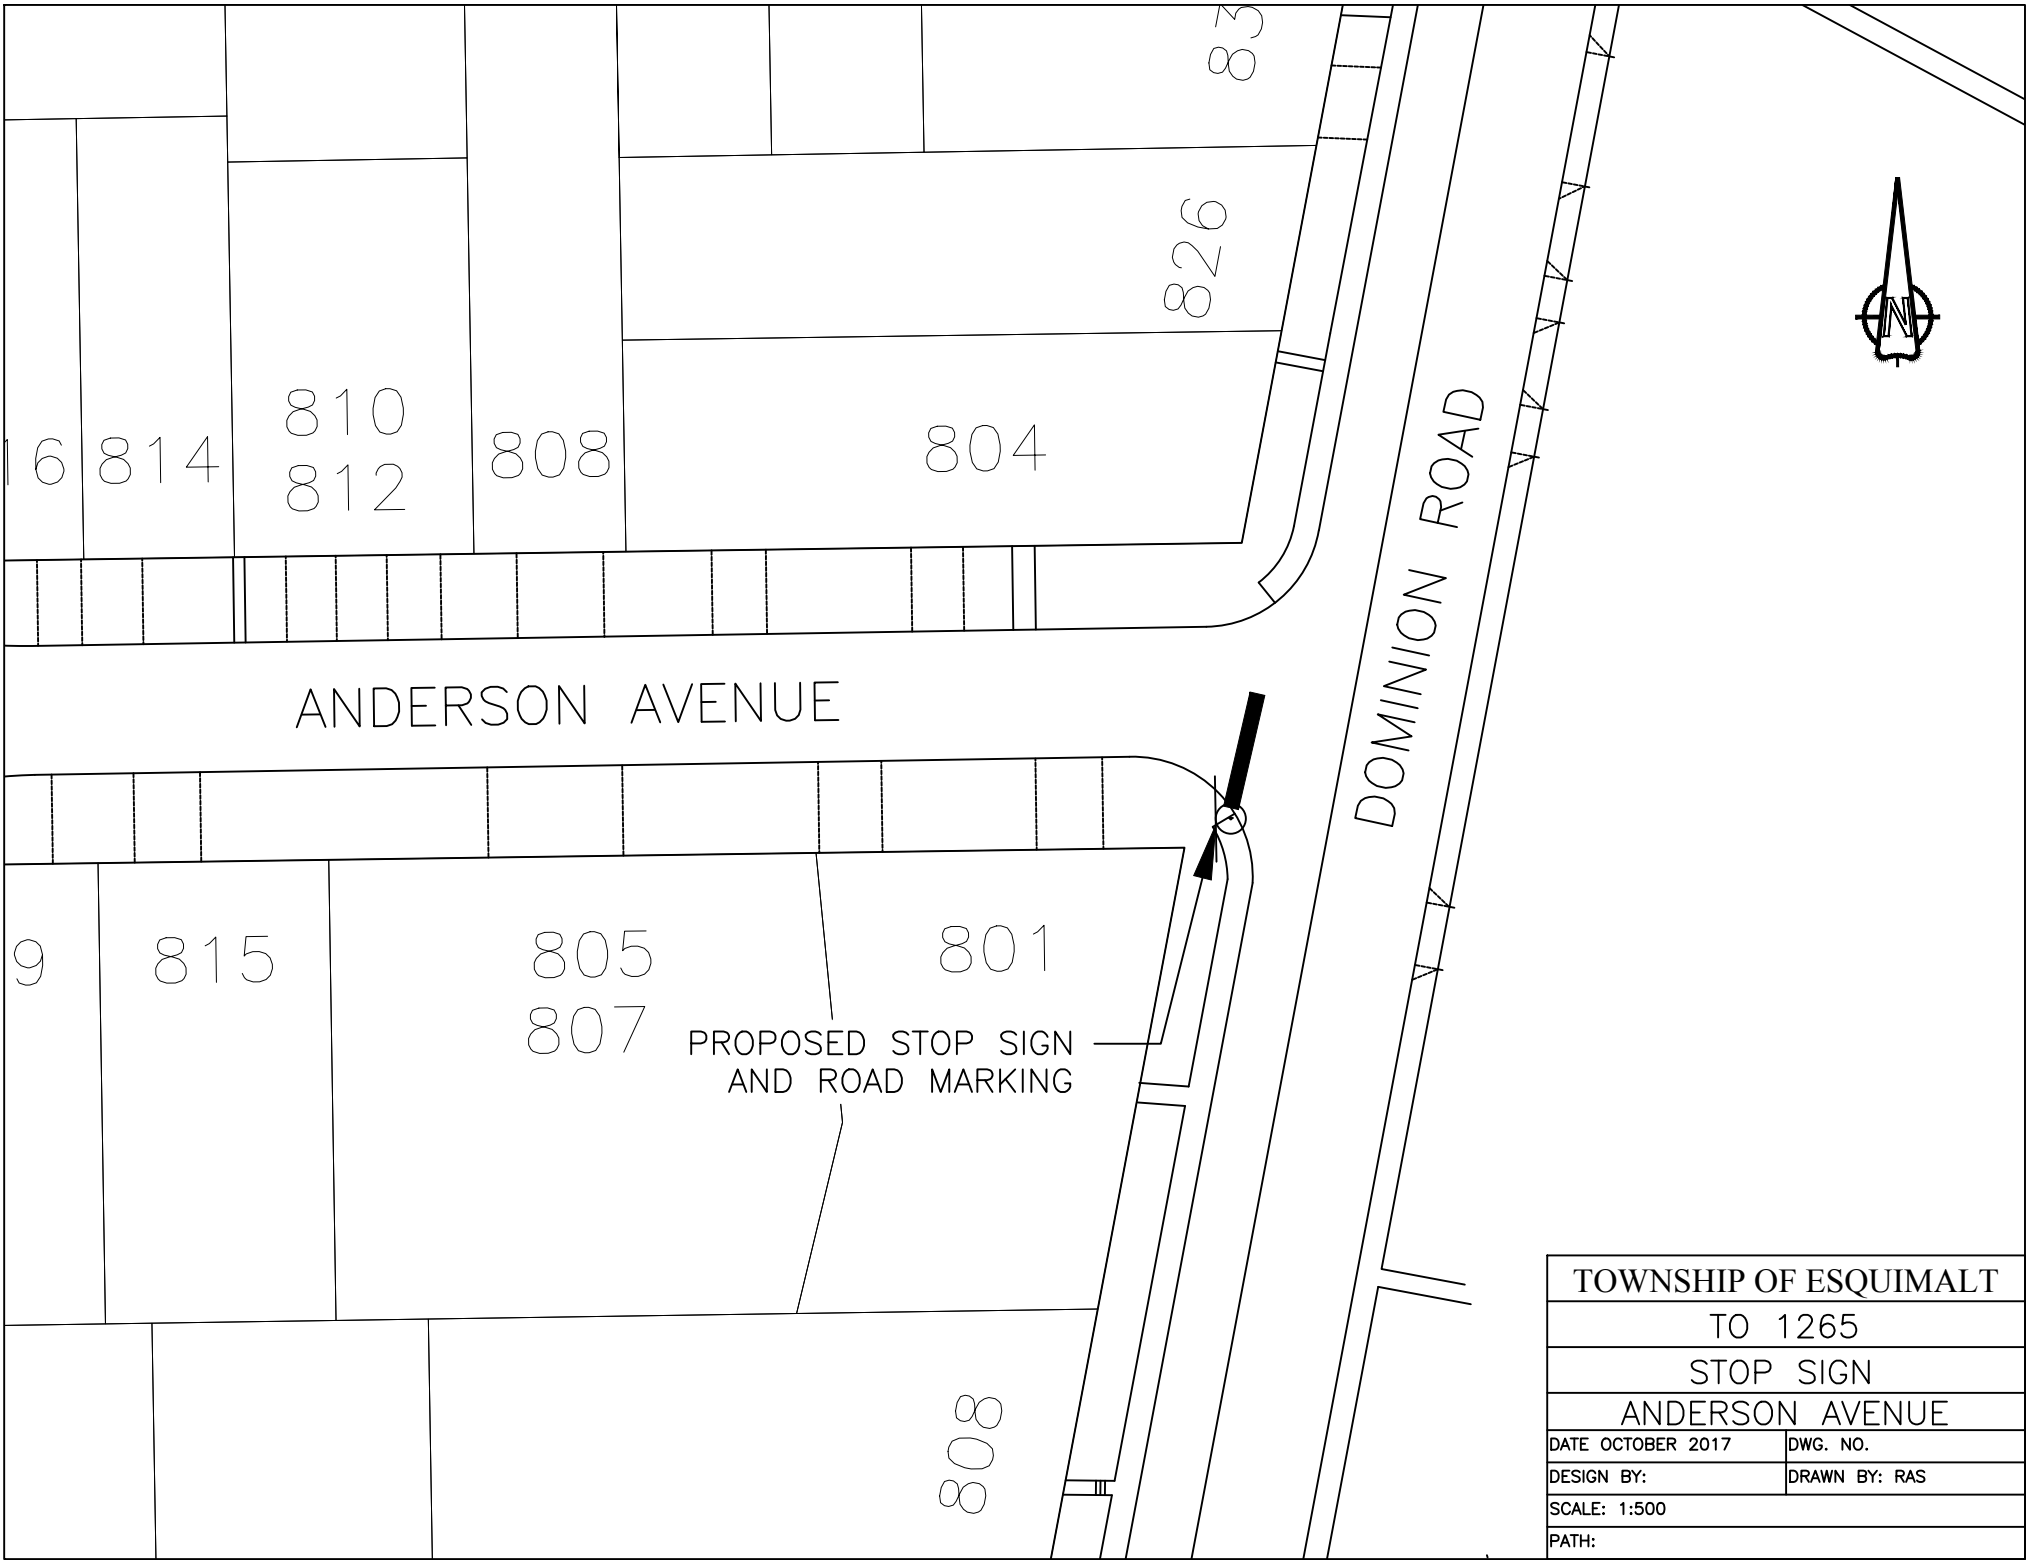 826
810
812
16
814
808
804
DOMINION ROAD
ANDERSON AVENUE
9
815
805
807
801
PROPOSED STOP SIGN
AND ROAD MARKING
808
N
TOWNSHIP OF ESQUIMALT
TO 1265
STOP SIGN
ANDERSON AVENUE
DATE OCTOBER 2017
DWG. NO.
DESIGN BY:
DRAWN BY: RAS
SCALE: 1:500
PATH: